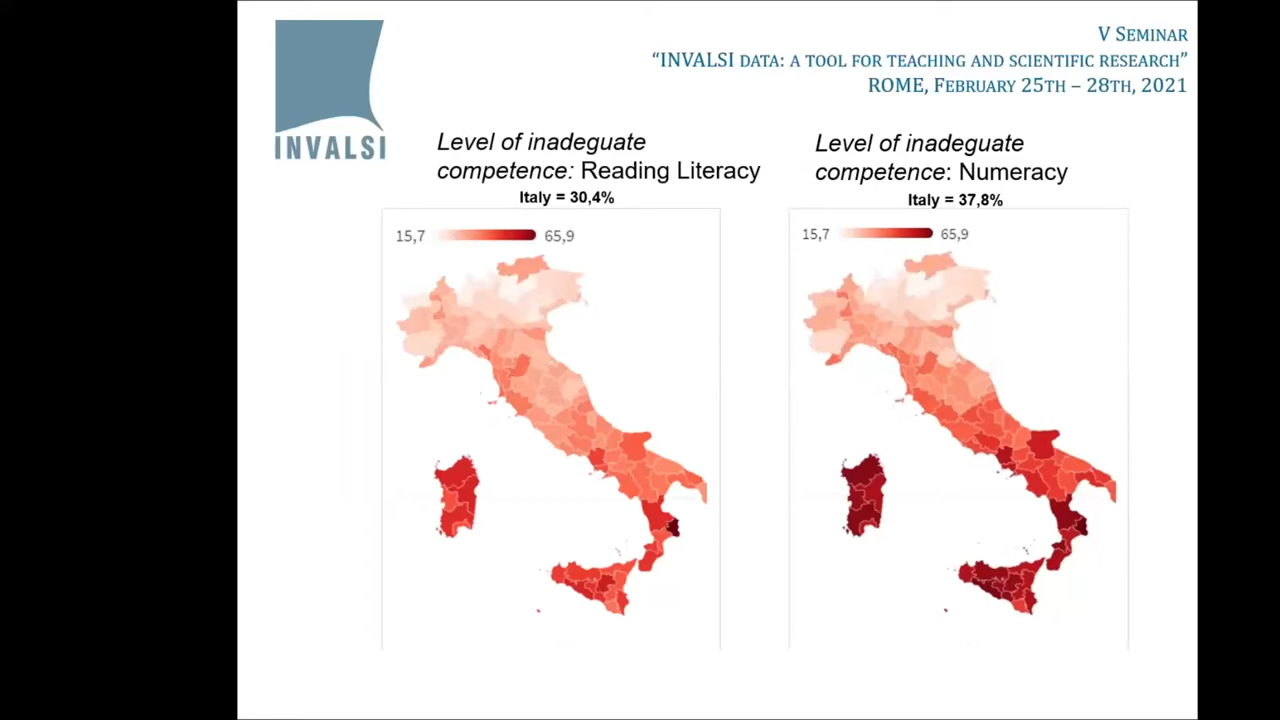 V SEMINAR
“INVALSI DATA: A TOOL FOR TEACHING AND SCIENTIFIC RESEARCH”
ROME, FEBRUARY 25TH – 28TH, 2021
INVALSI
Level of inadeguate
competence: Reading Literacy
Italy = 30,4%
15,7 65,9
Level of inadeguate
competence: Numeracy
Italy = 37,8%
15,7 65,9